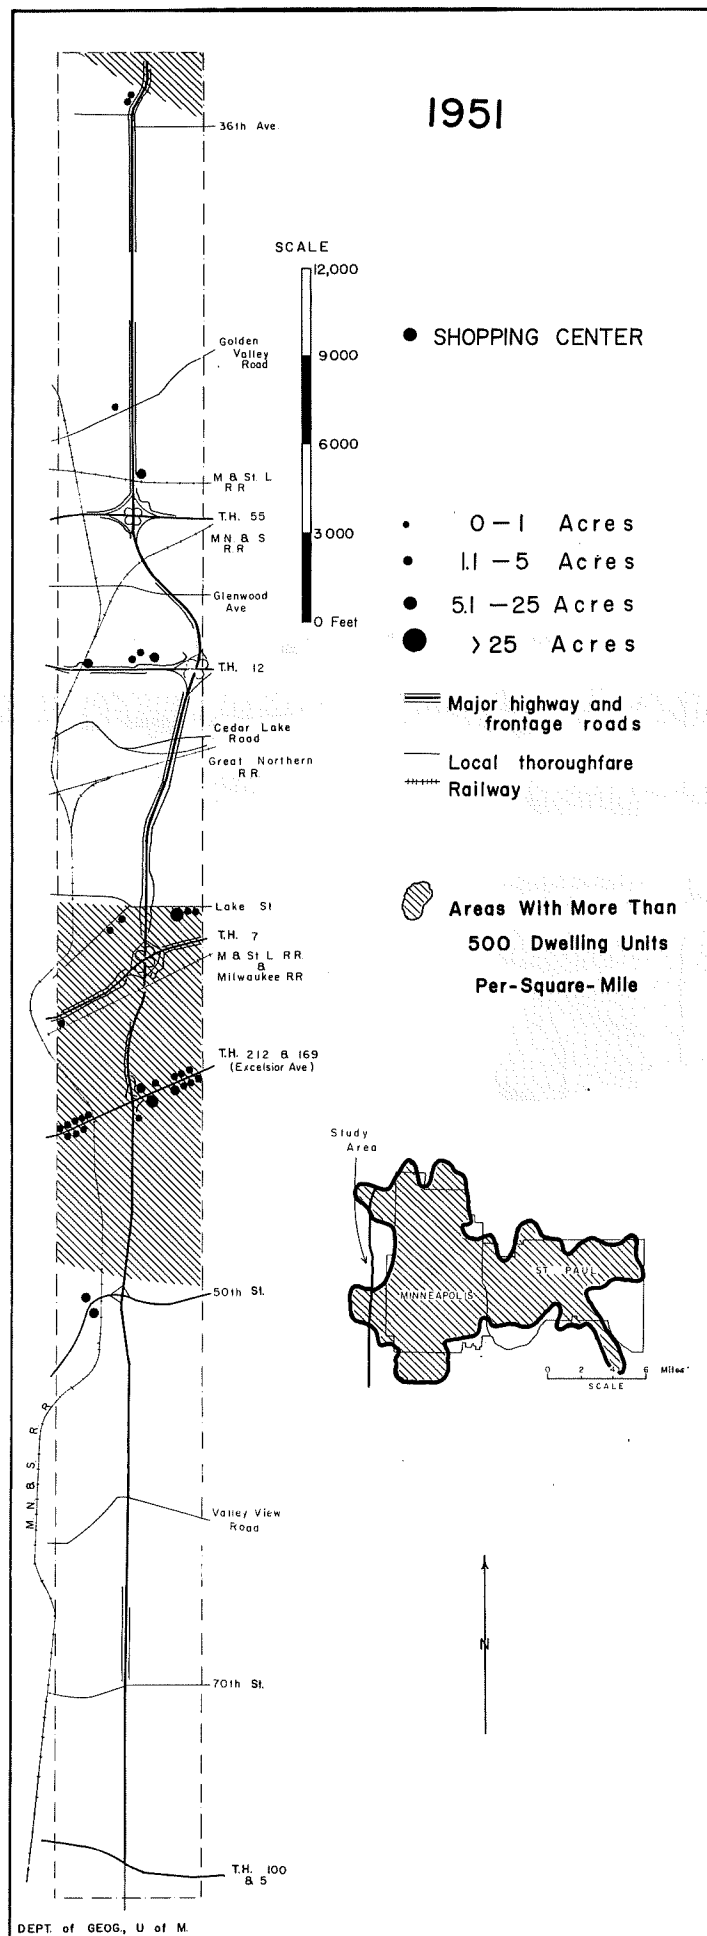 1951
36th Ave.
SCALE
12,000
9000
6000
3000
0 Feet
Golden
Valley
Road
M & St. L
R R
T.H. 55
M N. & S
R R
Glenwood
Ave
T.H. 12
Cedar Lake
Road
Great Northern
R.R.
Lake St
T.H. 7
M & St L RR
&
Milwaukee RR
T.H. 212 & 169
(Excelsior Ave)
50th St.
M N & S R R
Valley View
Road
70th St.
T.H. 100
& 5
SHOPPING CENTER
0 – 1 Acres
1.1 – 5 Acres
5.1 – 25 Acres
> 25 Acres
Major highway and
frontage roads
Local thoroughfare
Railway
Areas With More Than
500 Dwelling Units
Per-Square-Mile
Study
Area
MINNEAPOLIS
ST. PAUL
0 2 4 6 Miles
SCALE
N
DEPT. of GEOG., U of M.